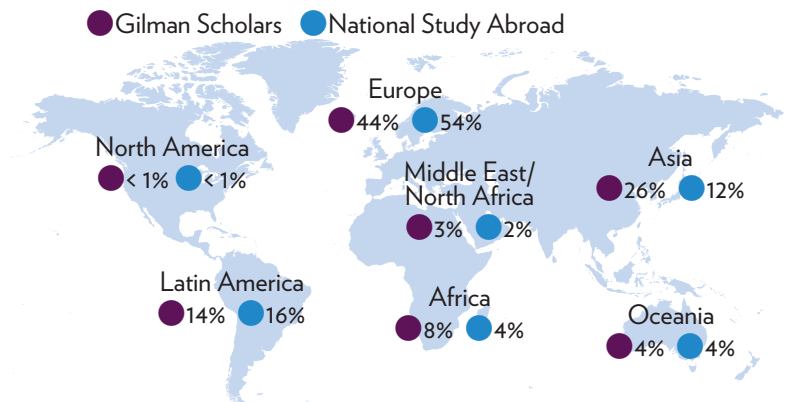 Gilman Scholars National Study Abroad
Europe
44% 54%
North America
< 1% < 1%
Middle East/
North Africa
3% 2%
Asia
26% 12%
Latin America
14% 16%
Africa
8% 4%
Oceania
4% 4%